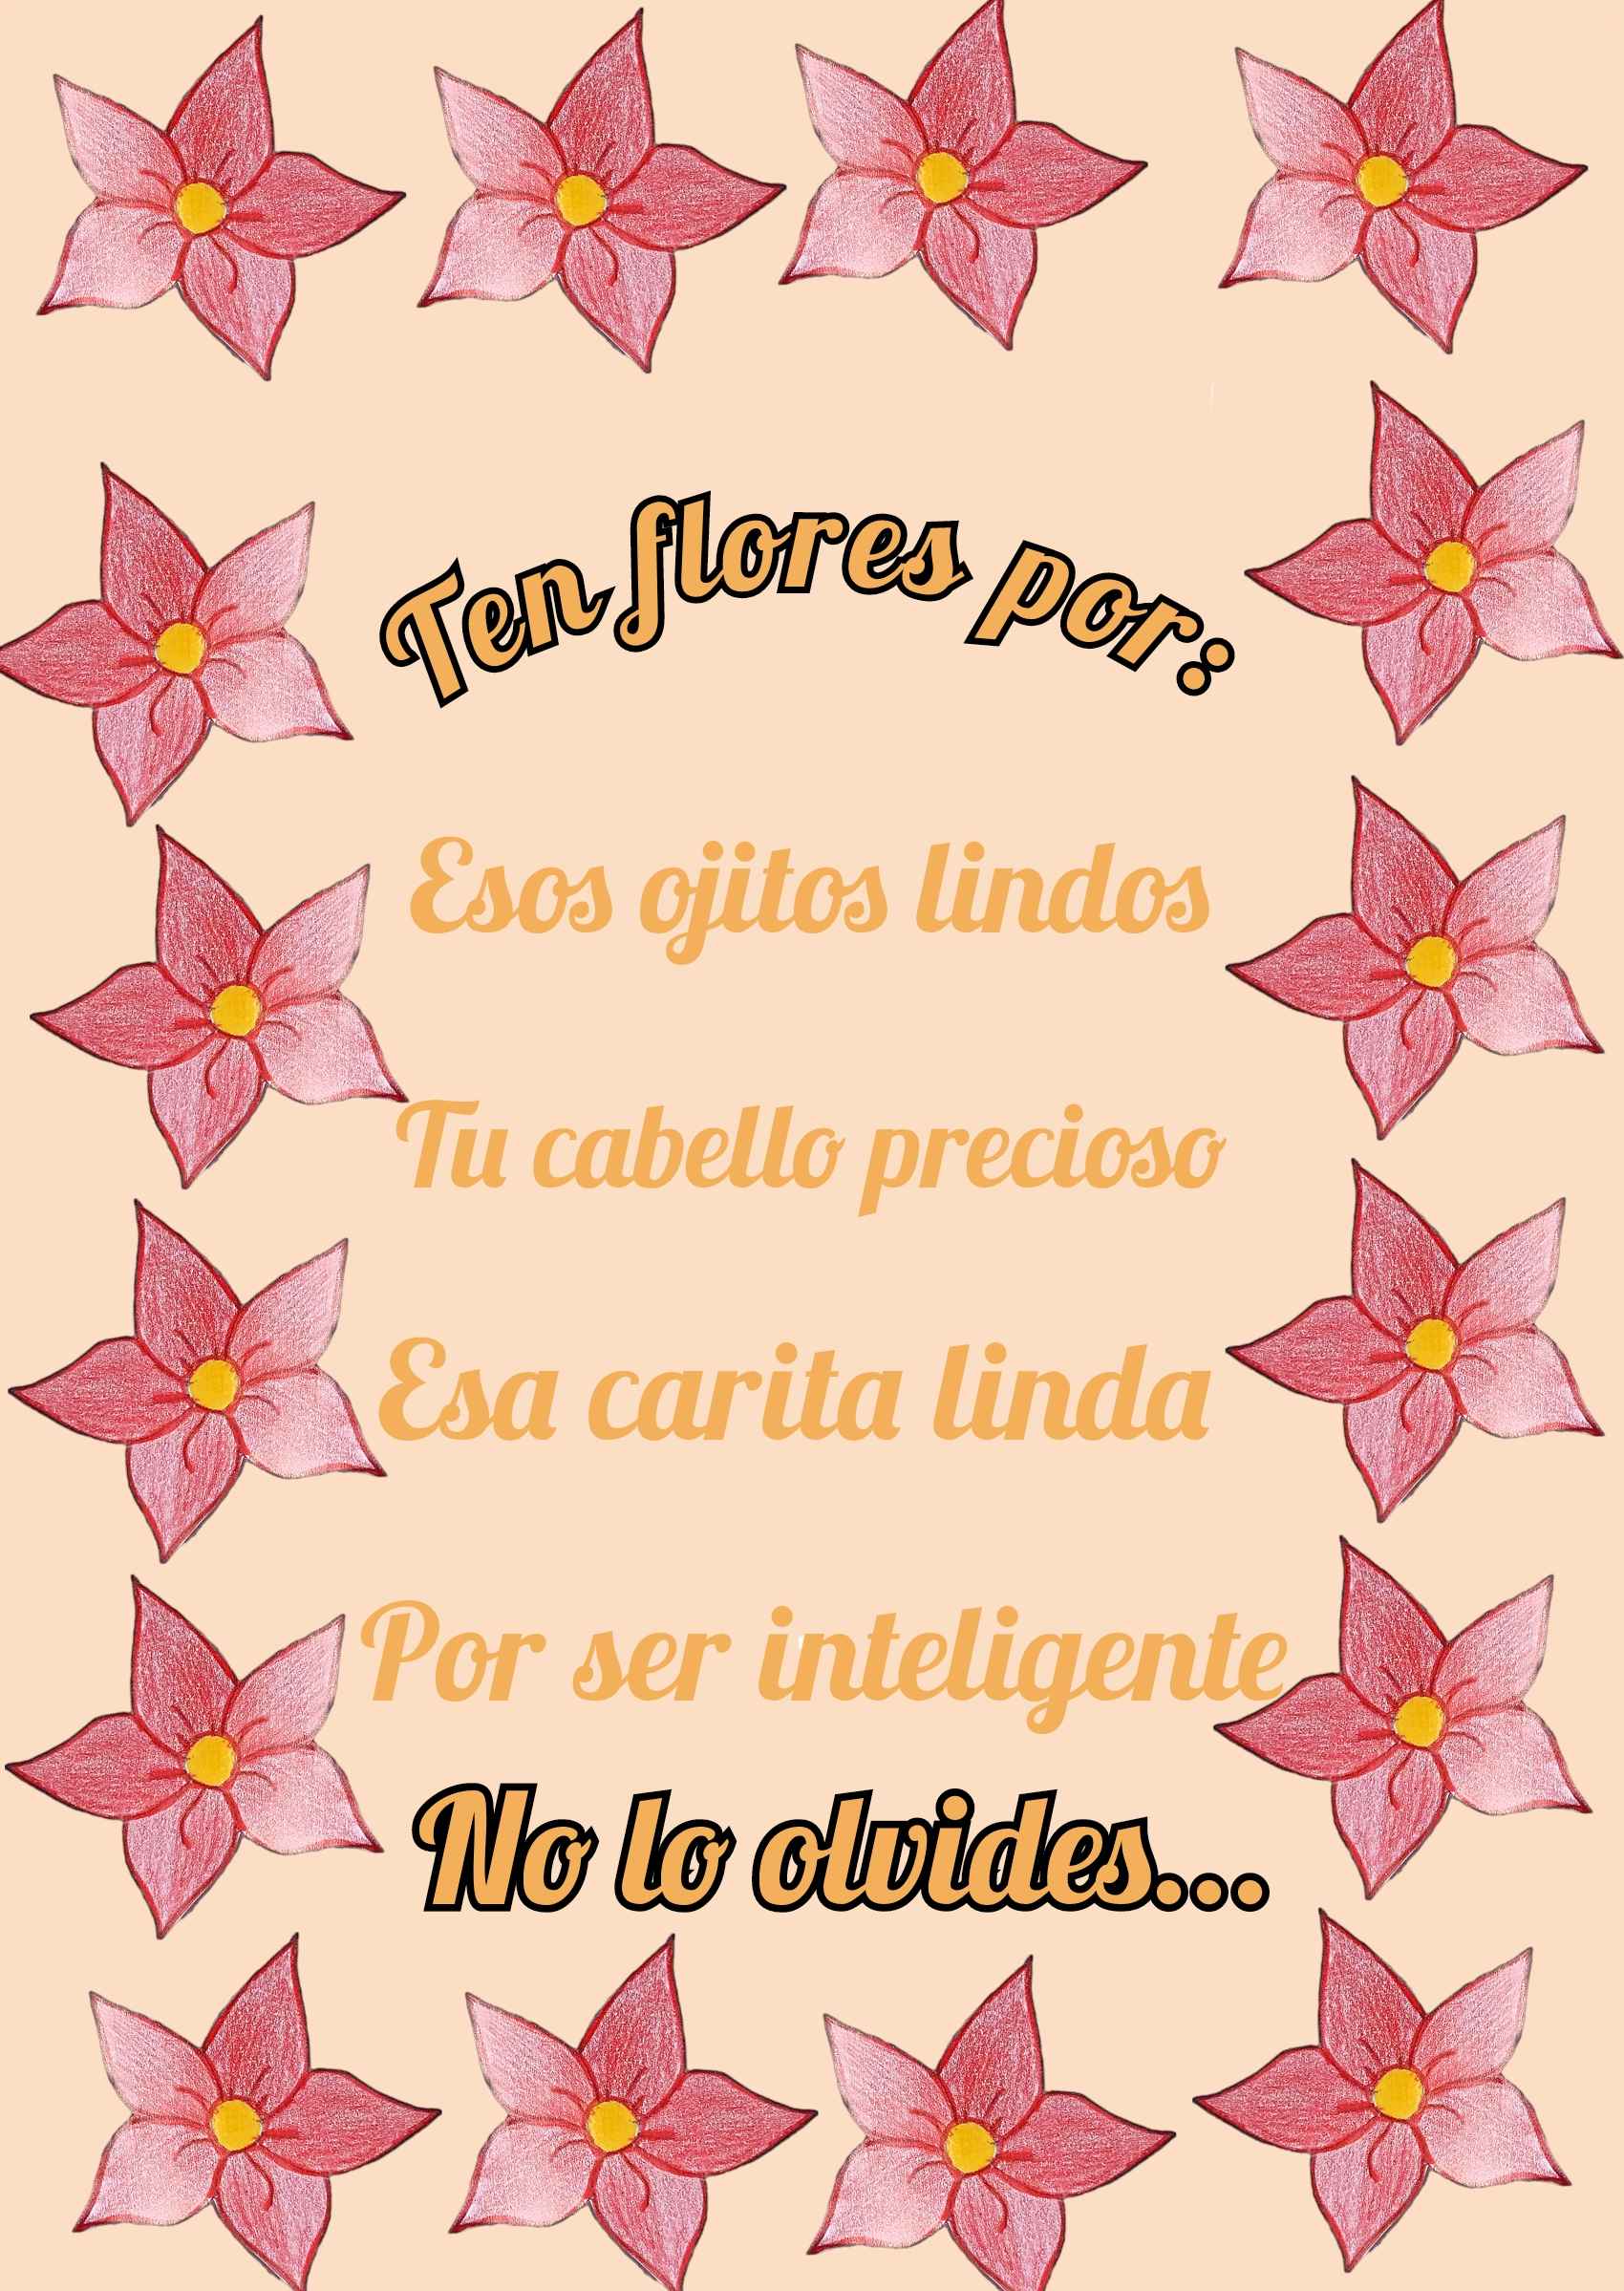 Ten flores por:
Esos ojitos lindos
Tu cabello precioso
Esa carita linda
Por ser inteligente
No lo olvides...